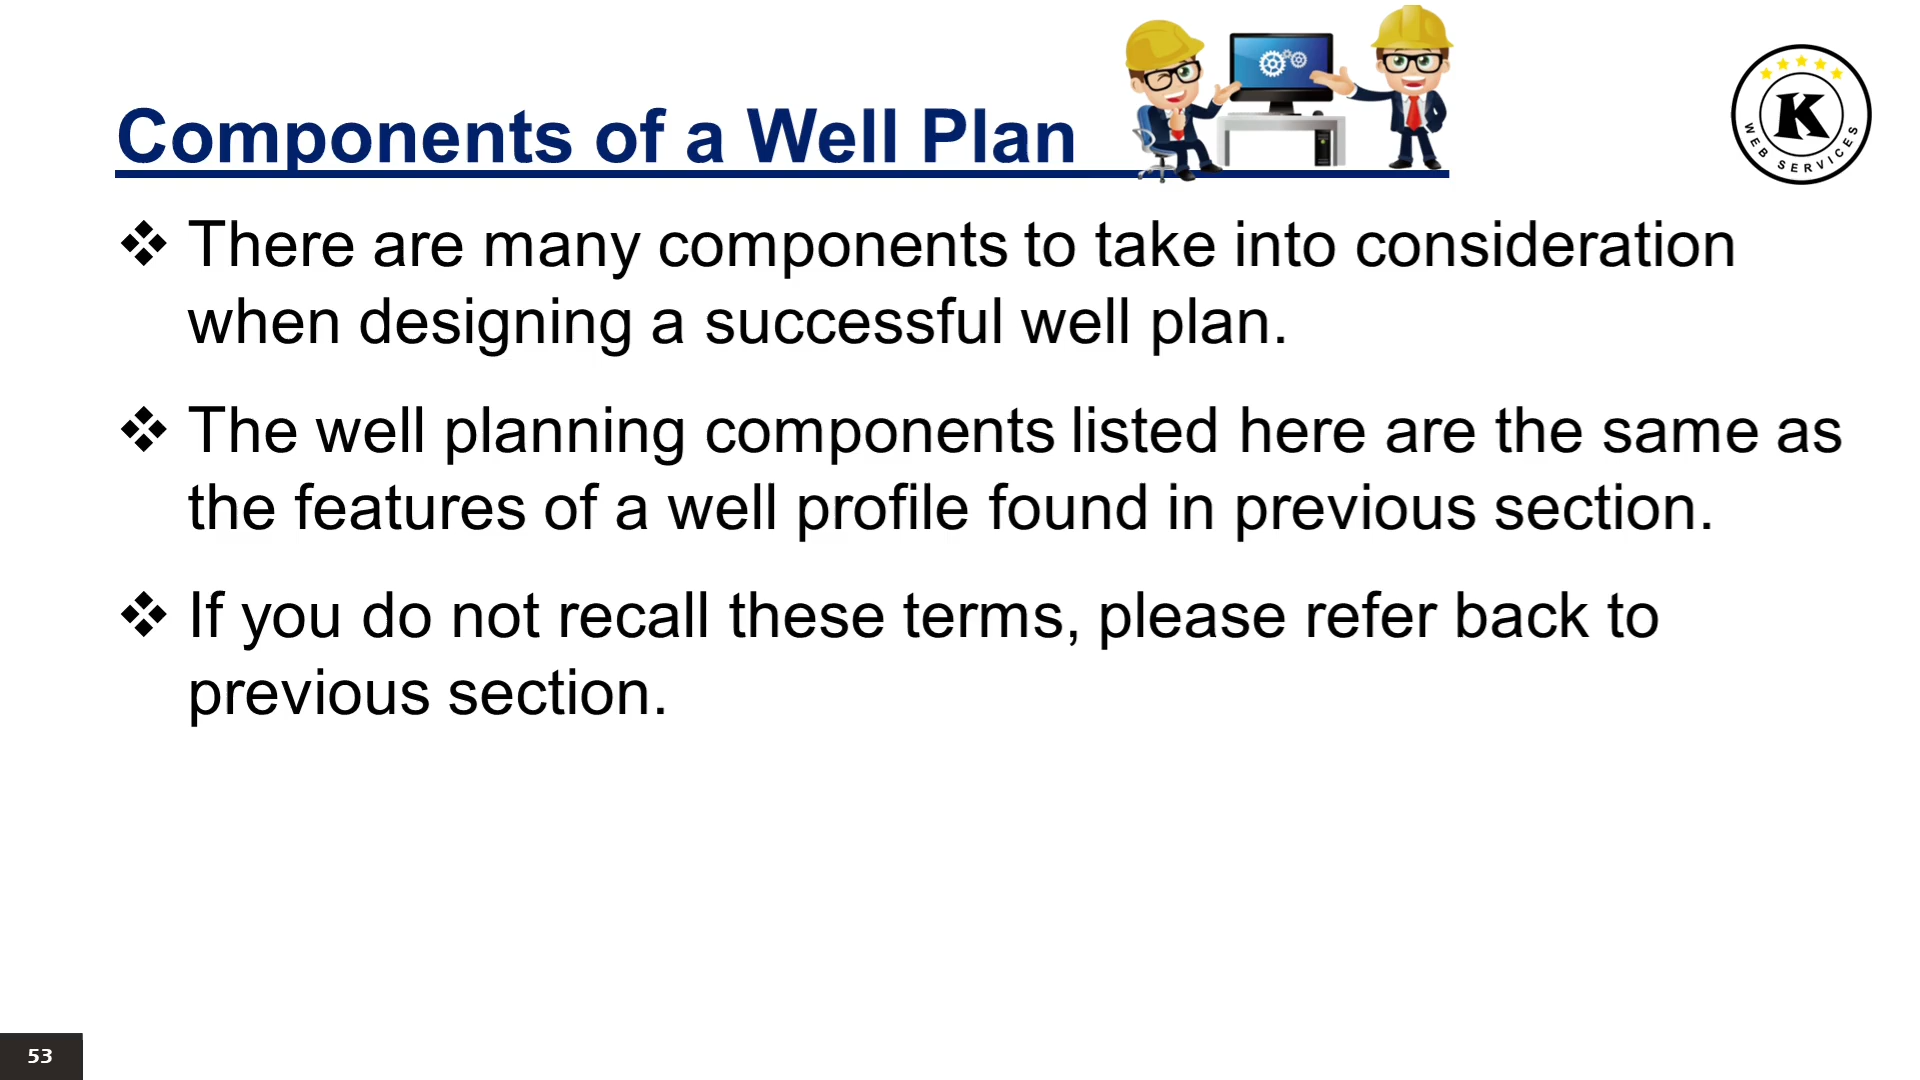 Components of a Well Plan
K
WEB SERVICES
❖ There are many components to take into consideration
when designing a successful well plan.
❖ The well planning components listed here are the same as
the features of a well profile found in previous section.
❖ If you do not recall these terms, please refer back to
previous section.
53